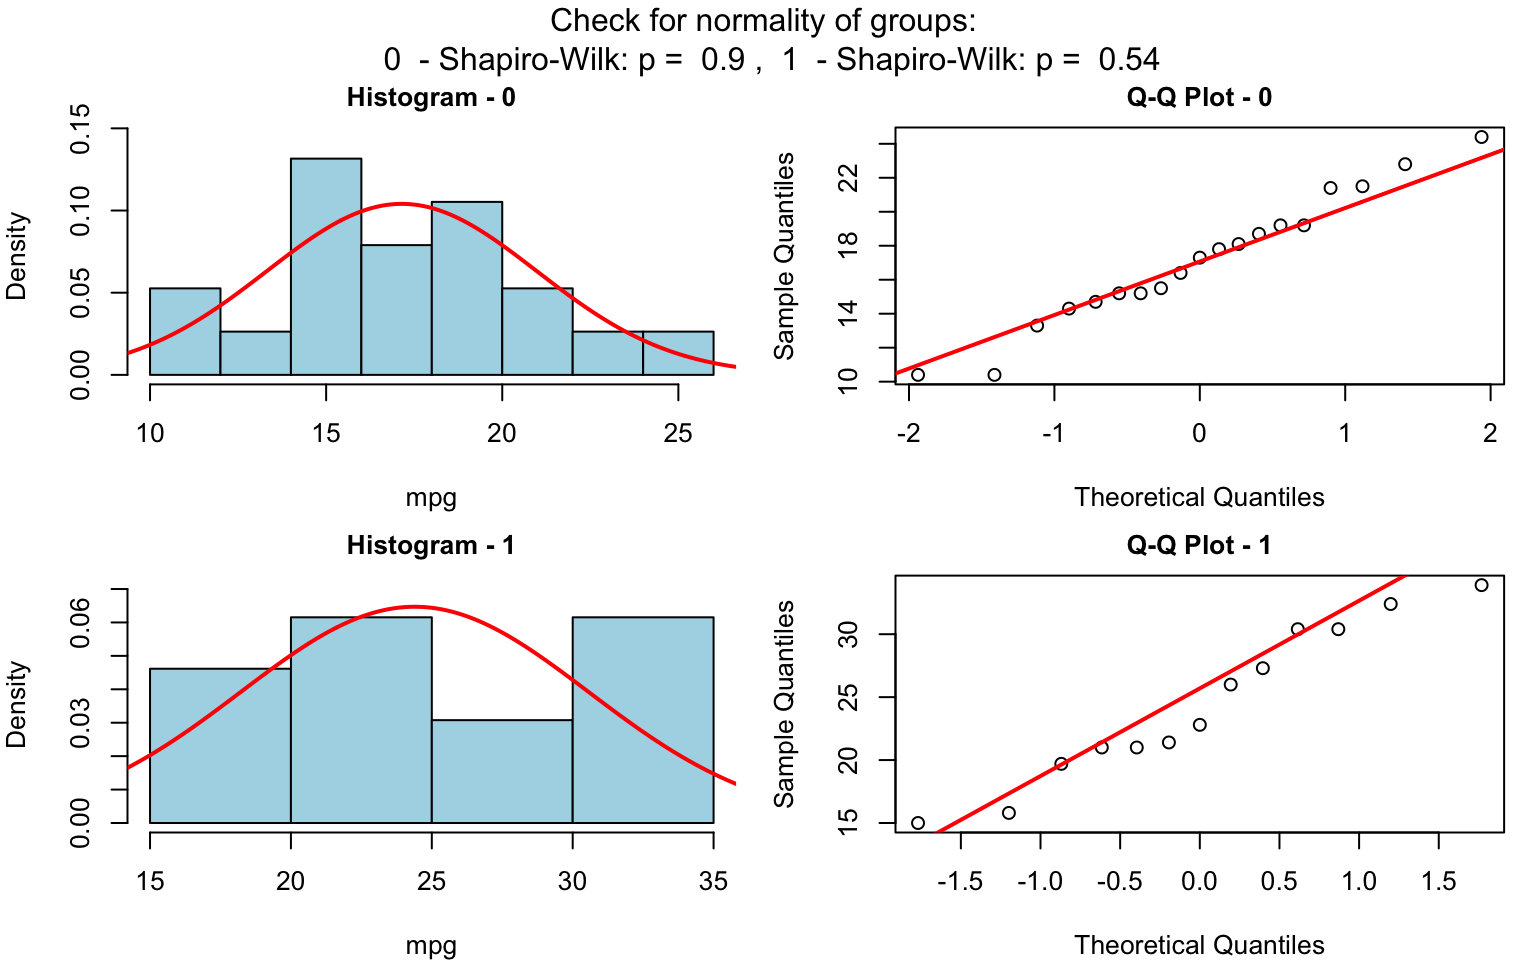 Check for normality of groups:
0 - Shapiro-Wilk: p = 0.9 , 1 - Shapiro-Wilk: p = 0.54
Histogram - 0
Density
0.00 0.05 0.10 0.15
10 15 20 25
mpg
Q-Q Plot - 0
Sample Quantiles
10 14 18 22
-2 -1 0 1 2
Theoretical Quantiles
Histogram - 1
Density
0.00 0.03 0.06
15 20 25 30 35
mpg
Q-Q Plot - 1
Sample Quantiles
15 20 25 30
-1.5 -1.0 -0.5 0.0 0.5 1.0 1.5
Theoretical Quantiles